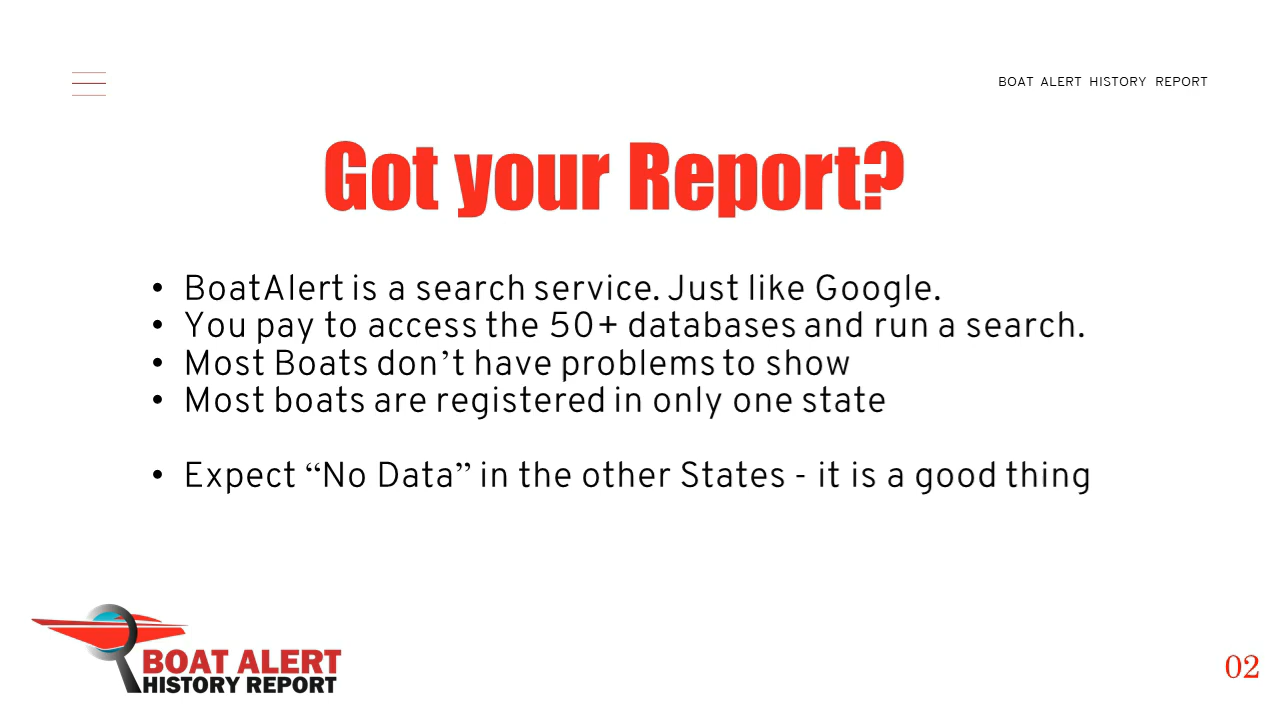 BOAT ALERT HISTORY REPORT
Got your Report?
• BoatAlert is a search service. Just like Google.
• You pay to access the 50+ databases and run a search.
• Most Boats don’t have problems to show
• Most boats are registered in only one state
• Expect “No Data” in the other States - it is a good thing
BOAT ALERT
HISTORY REPORT
02